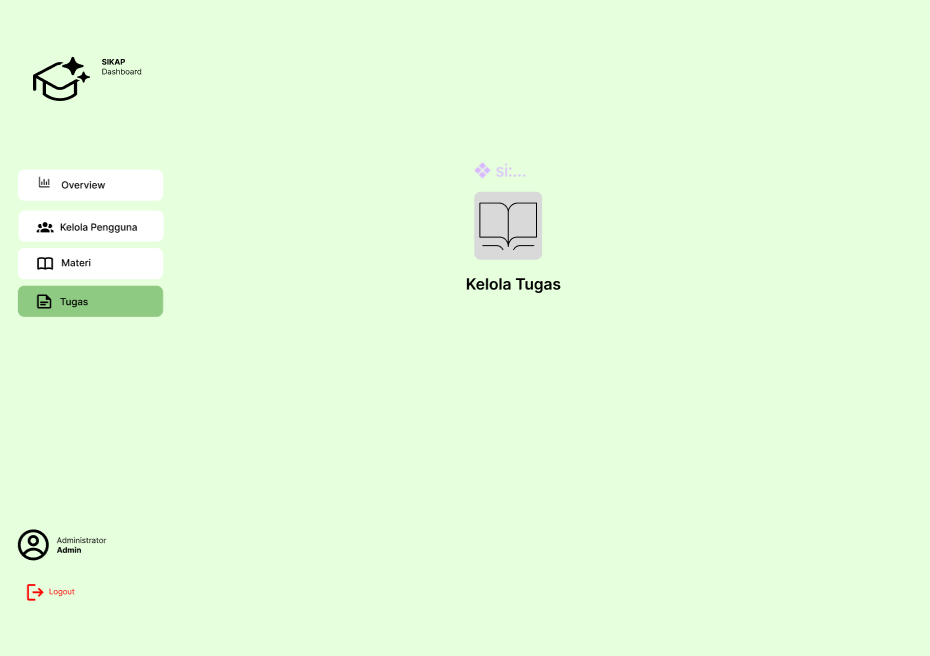 SIKAP
Dashboard
si:...
Overview
Kelola Pengguna
Materi
Tugas
Kelola Tugas
Administrator
Admin
Logout